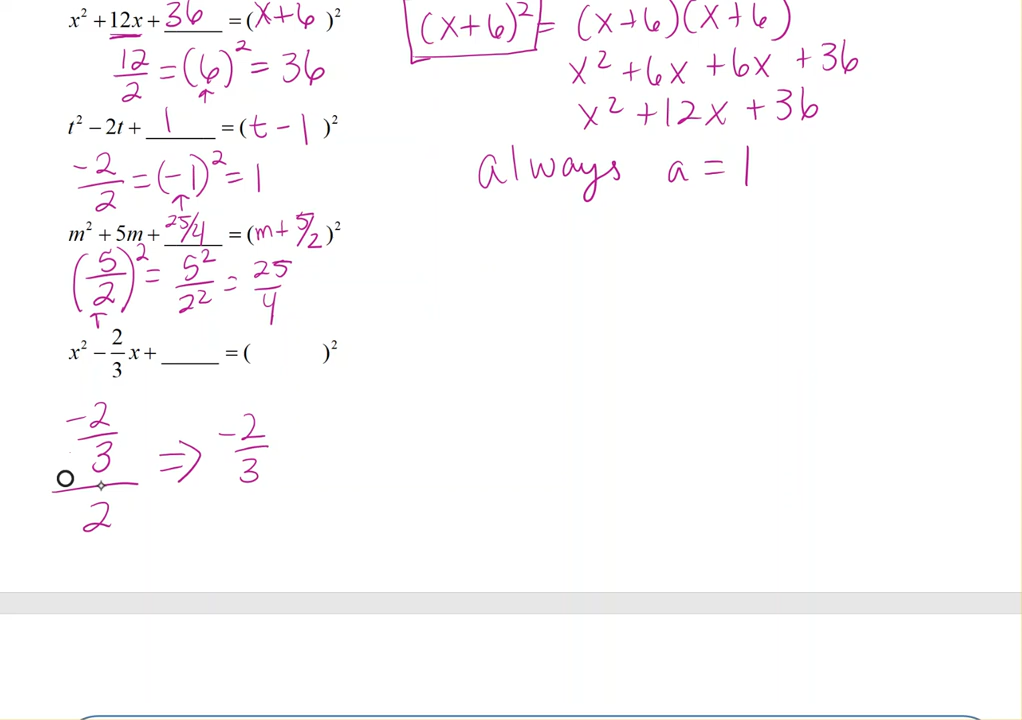 x² + 12x + 36 = (x+6)²
12/2 = (6)² = 36
(x+6)² = (x+6)(x+6)
x² + 6x + 6x + 36
x² + 12x + 36
t² − 2t + 1 = (t − 1)²
−2/2 = (−1)² = 1
always a = 1
m² + 5m + 25/4 = (m + 5/2)²
(5/2)² = 5²/2² = 25/4
x² − 2/3 x + ____ = ( )²
−2/3 / 2 ⇒ −2/3